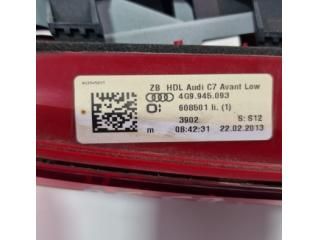 ZB HDL Audi C7 Avant Low
4G9.945.093
608501 li. (1)
3902 S: S12
m 08:42:31 22.02.2013